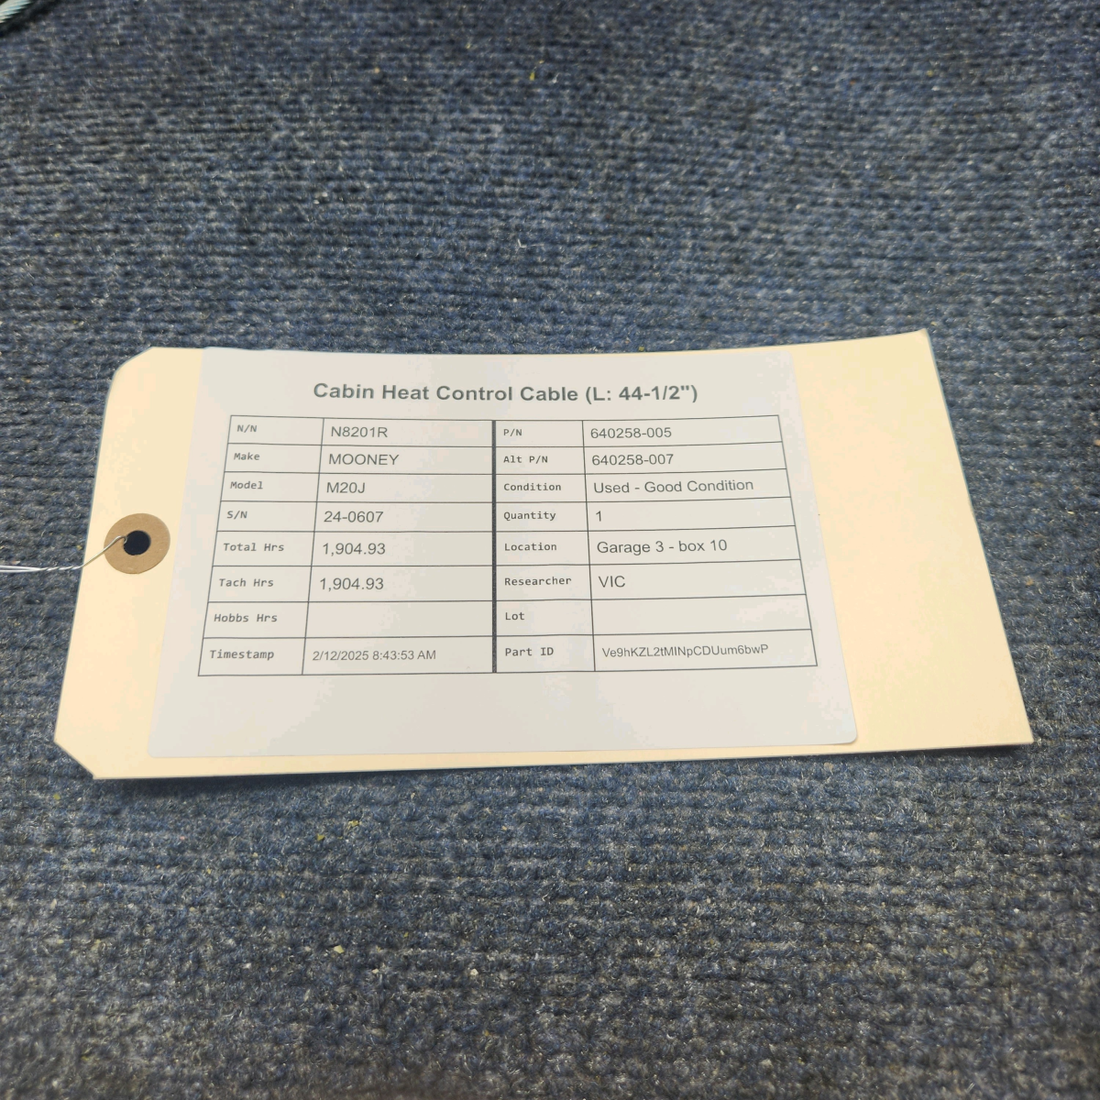 Cabin Heat Control Cable (L: 44-1/2")
N/N N8201R P/N 640258-005
Make MOONEY Alt P/N 640258-007
Model M20J Condition Used - Good Condition
S/N 24-0607 Quantity 1
Total Hrs 1,904.93 Location Garage 3 - box 10
Tach Hrs 1,904.93 Researcher VIC
Hobbs Hrs Lot
Timestamp 2/12/2025 8:43:53 AM Part ID Ve9hKZL2tMINpCDUum6bwP